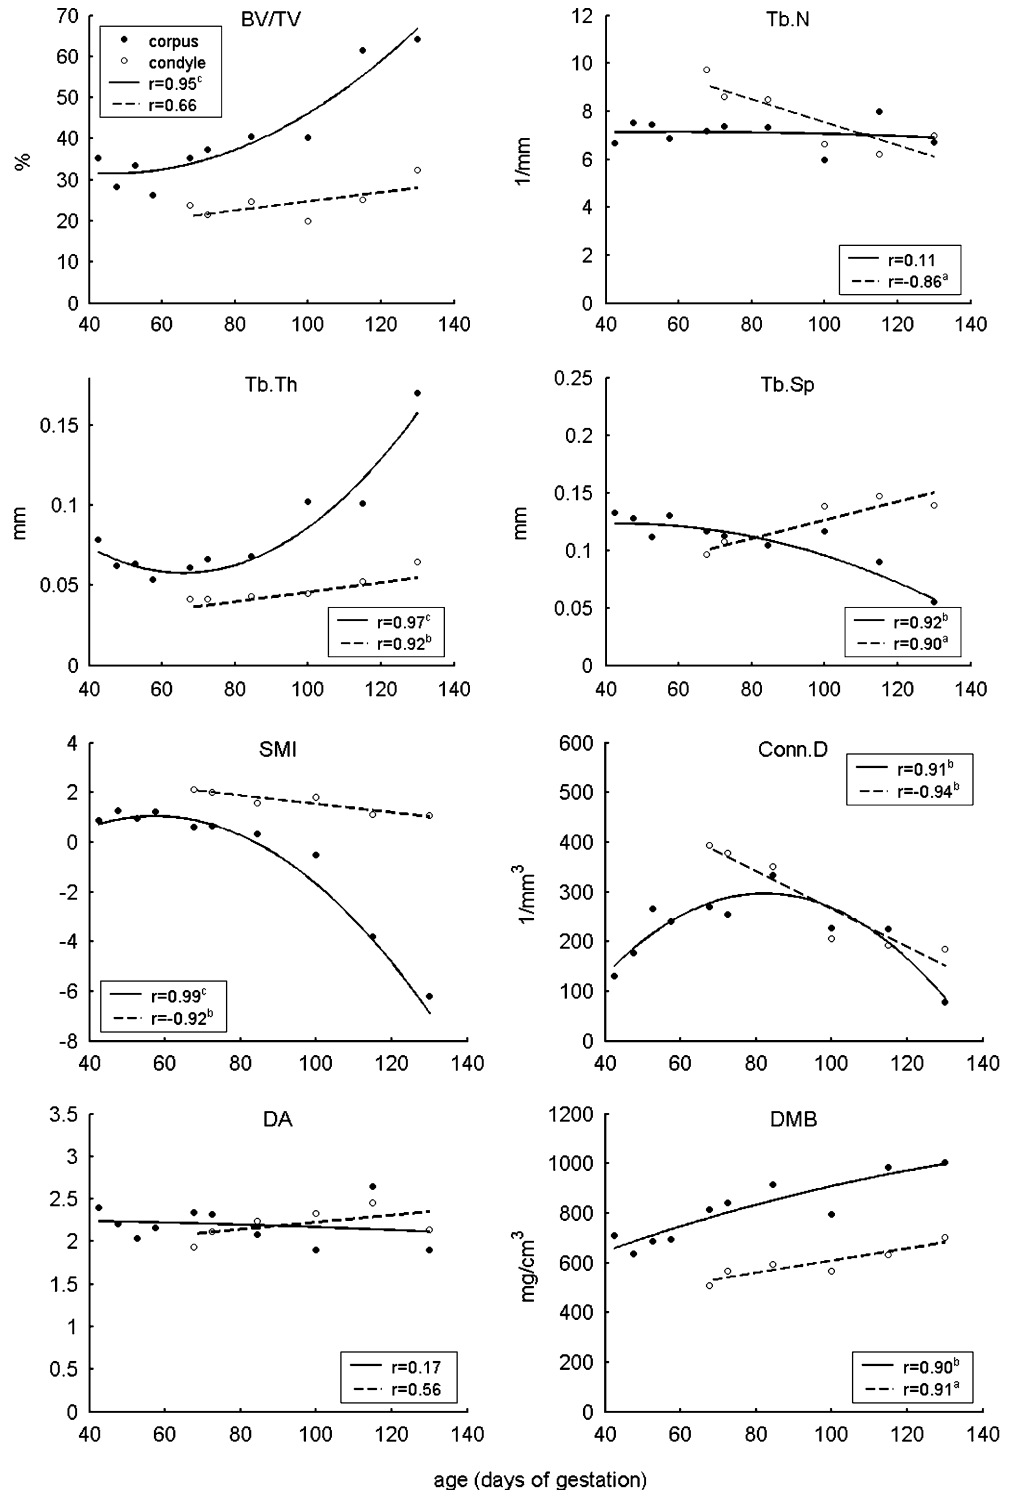 BV/TV
70
60
50
40
30
20
10
0
%
corpus
condyle
r=0.95c
r=0.66
40 60 80 100 120 140
Tb.N
12
10
8
6
4
2
0
1/mm
r=0.11
r=-0.86a
40 60 80 100 120 140
Tb.Th
0.15
0.1
0.05
0
mm
r=0.97c
r=0.92b
40 60 80 100 120 140
Tb.Sp
0.25
0.2
0.15
0.1
0.05
0
mm
r=0.92b
r=0.90a
40 60 80 100 120 140
SMI
4
2
0
-2
-4
-6
-8
r=0.99c
r=-0.92b
40 60 80 100 120 140
Conn.D
600
500
400
300
200
100
0
1/mm3
r=0.91b
r=-0.94b
40 60 80 100 120 140
DA
3.5
3
2.5
2
1.5
1
0.5
0
r=0.17
r=0.56
40 60 80 100 120 140
DMB
1200
1000
800
600
400
200
0
mg/cm3
r=0.90b
r=0.91a
40 60 80 100 120 140
age (days of gestation)